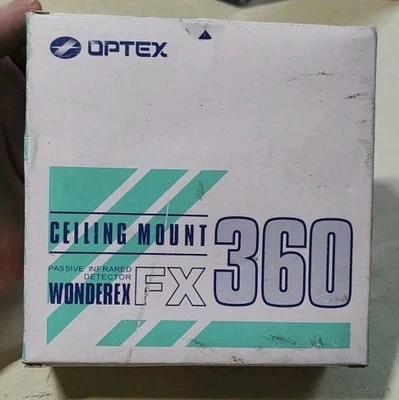 OPTEX
CEILING MOUNT
PASSIVE INFRARED
DETECTOR
WONDEREX FX 360